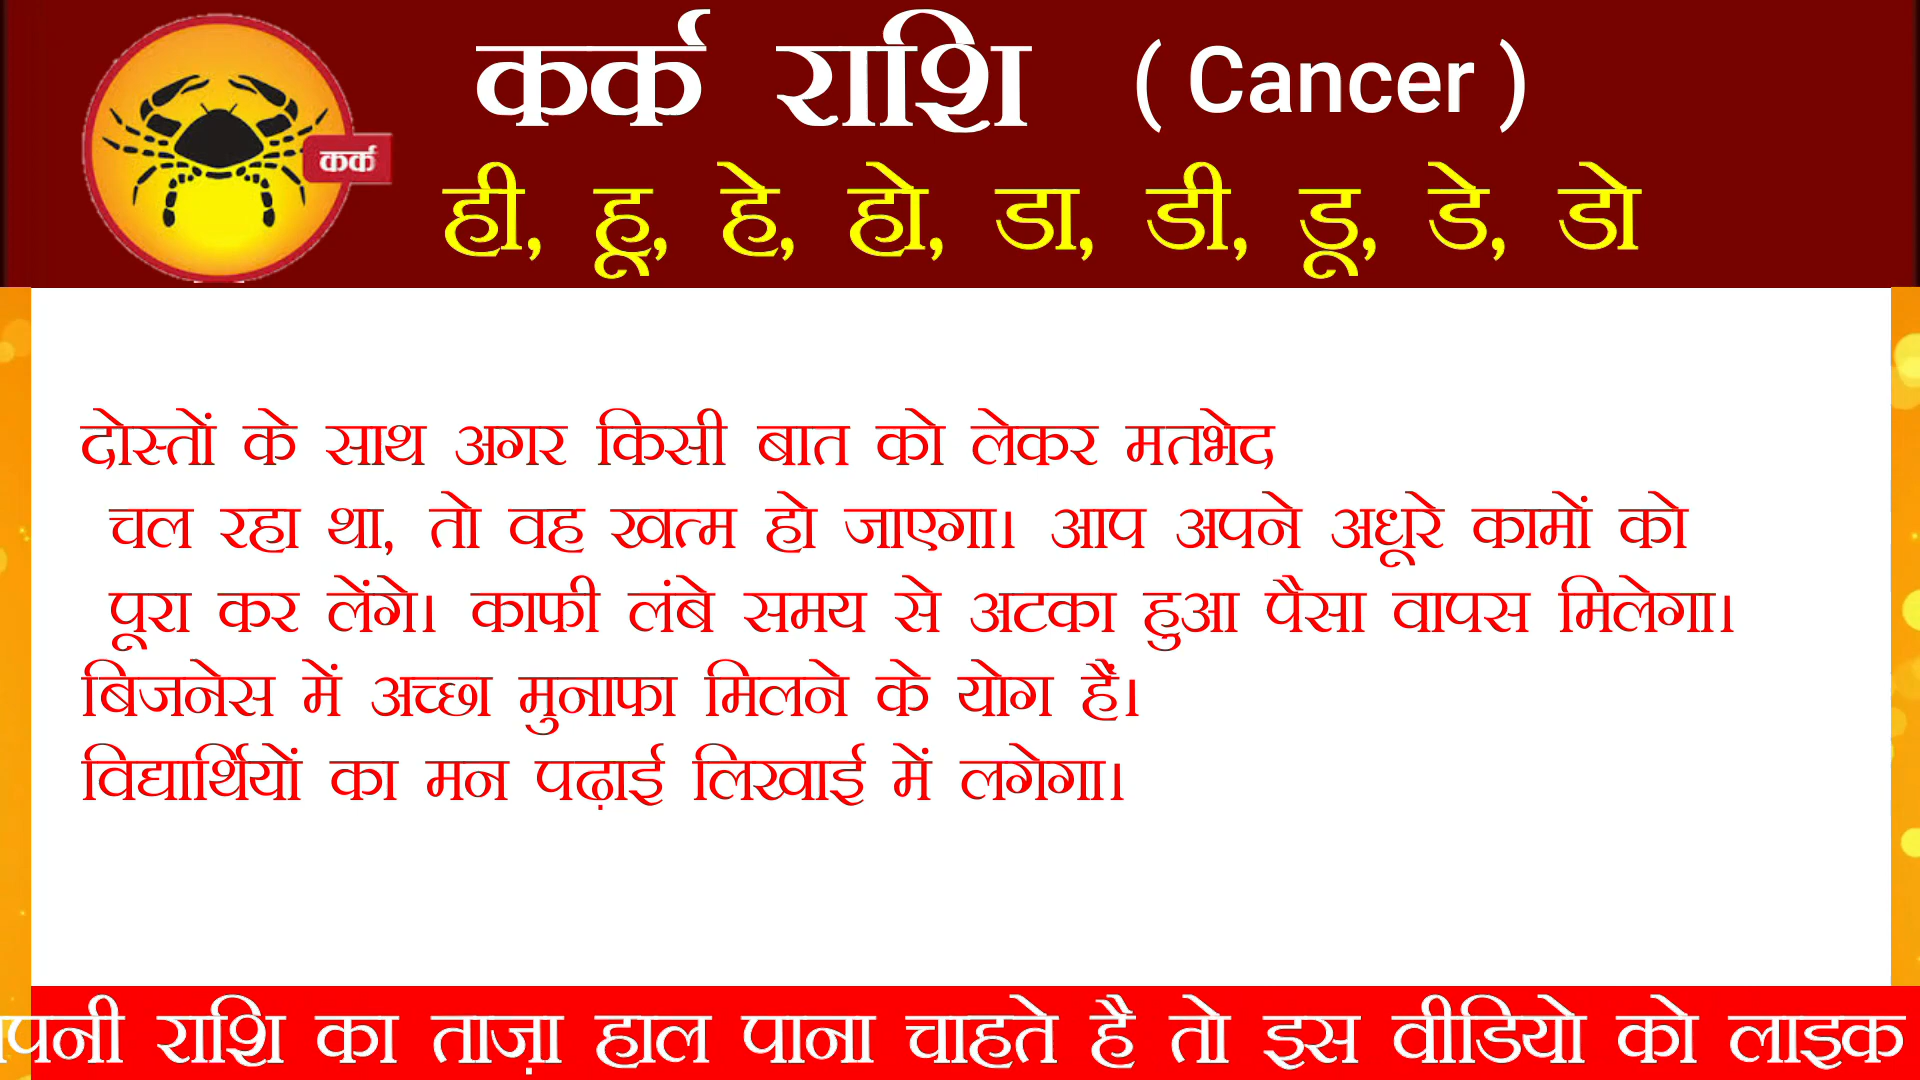 कर्क राशि ( Cancer )
कर्क
ही, हू, हे, हो, डा, डी, डू, डे, डो
दोस्तों के साथ अगर किसी बात को लेकर मतभेद
चल रहा था, तो वह खत्म हो जाएगा। आप अपने अधूरे कामों को
पूरा कर लेंगे। काफी लंबे समय से अटका हुआ पैसा वापस मिलेगा।
बिजनेस में अच्छा मुनाफा मिलने के योग हैं।
विद्यार्थियों का मन पढ़ाई लिखाई में लगेगा।
पनी राशि का ताज़ा हाल पाना चाहते है तो इस वीडियो को लाइक